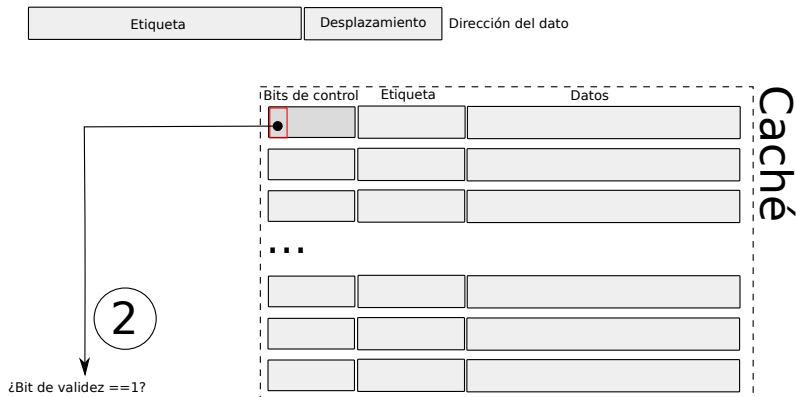 Etiqueta
Desplazamiento
Dirección del dato
Bits de control
Etiqueta
Datos
Caché
...
2
¿Bit de validez ==1?